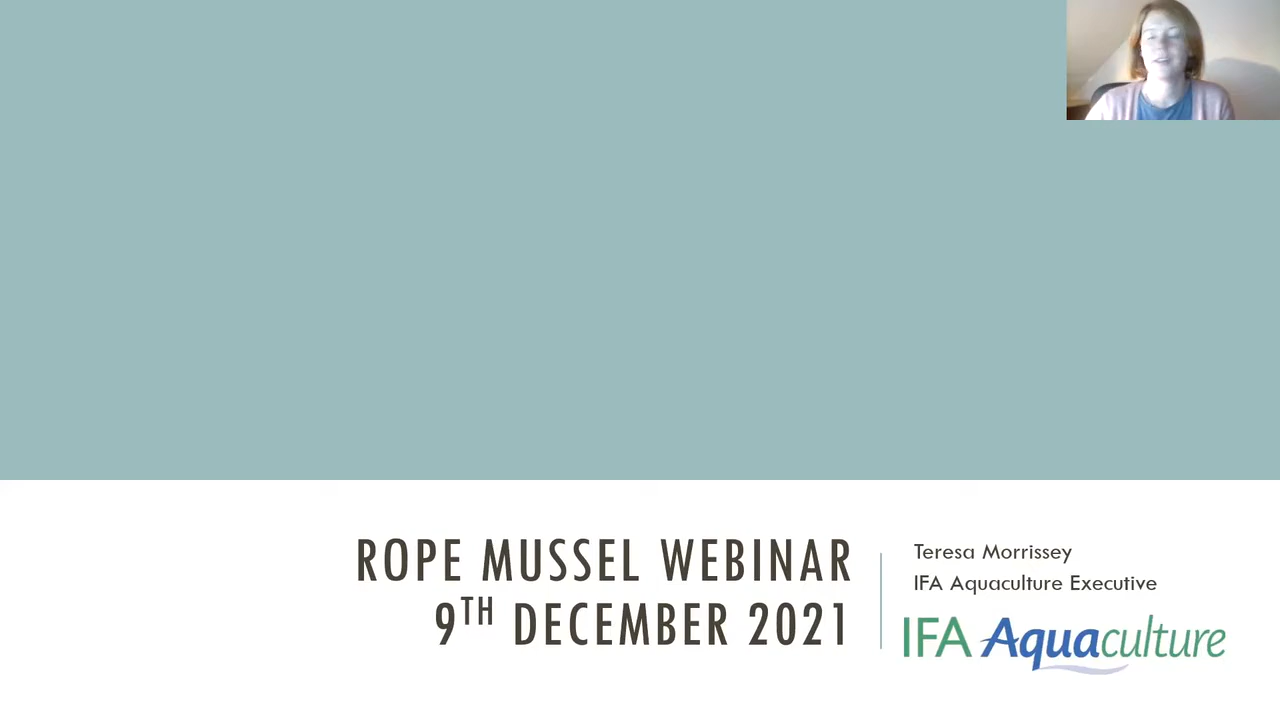 ROPE MUSSEL WEBINAR
9TH DECEMBER 2021
Teresa Morrissey
IFA Aquaculture Executive
IFA Aquaculture